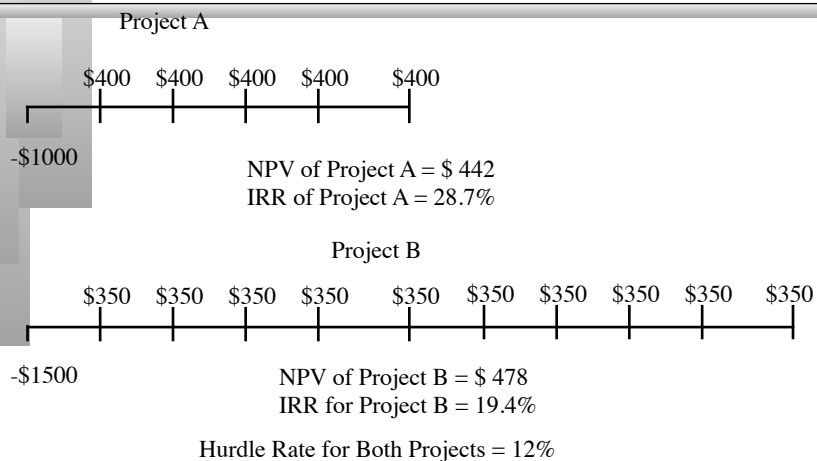 Project A
$400 $400 $400 $400 $400
-$1000
NPV of Project A = $ 442
IRR of Project A = 28.7%
Project B
$350 $350 $350 $350 $350 $350 $350 $350 $350 $350
-$1500
NPV of Project B = $ 478
IRR for Project B = 19.4%
Hurdle Rate for Both Projects = 12%